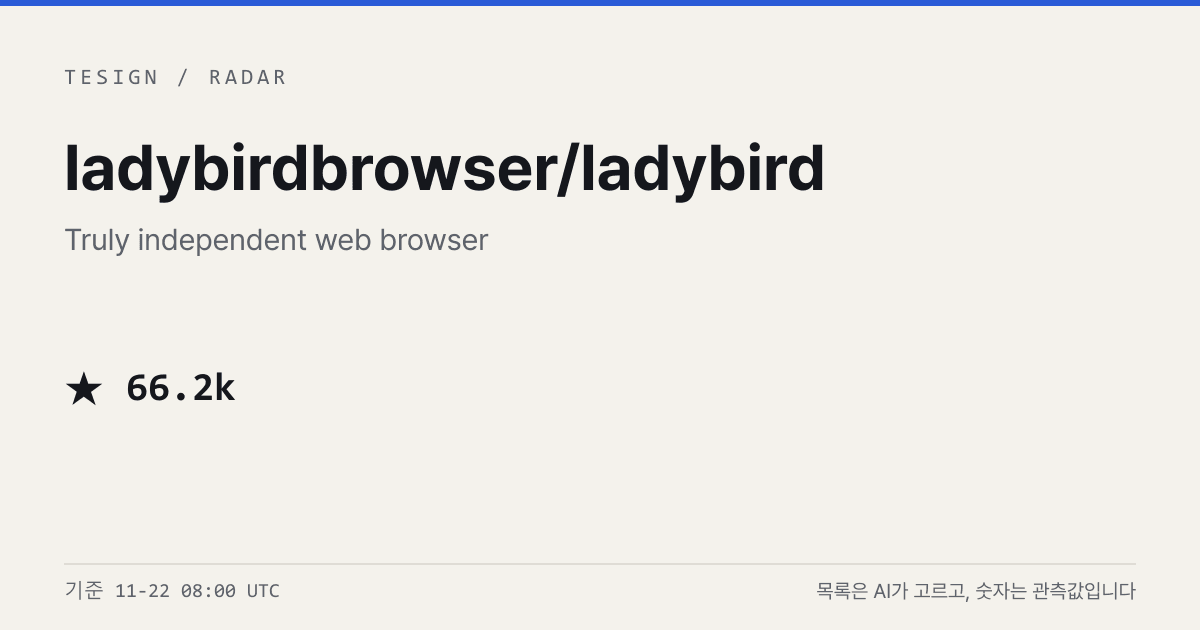 TESIGN / RADAR
ladybirdbrowser/ladybird
Truly independent web browser
★ 66.2k
기준 11-22 08:00 UTC
목록은 AI가 고르고, 숫자는 관측값입니다